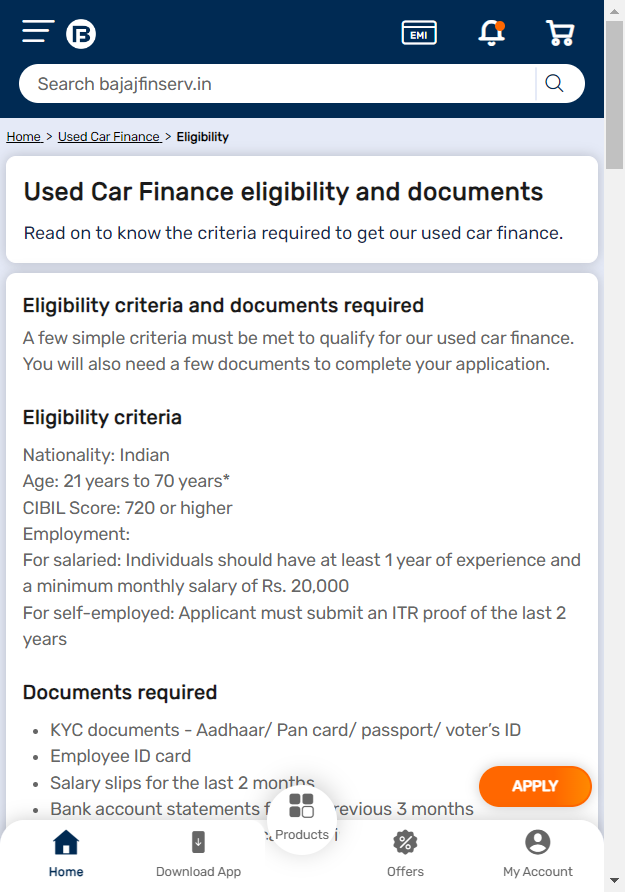 EMI
Search bajajfinserv.in
Home > Used Car Finance > Eligibility
Used Car Finance eligibility and documents
Read on to know the criteria required to get our used car finance.
Eligibility criteria and documents required
A few simple criteria must be met to qualify for our used car finance.
You will also need a few documents to complete your application.
Eligibility criteria
Nationality: Indian
Age: 21 years to 70 years*
CIBIL Score: 720 or higher
Employment:
For salaried: Individuals should have at least 1 year of experience and
a minimum monthly salary of Rs. 20,000
For self-employed: Applicant must submit an ITR proof of the last 2
years
Documents required
• KYC documents - Aadhaar/ Pan card/ passport/ voter’s ID
• Employee ID card
• Salary slips for the last 2 months
APPLY
• Bank account statements previous 3 months
Products
Home
Download App
Offers
My Account